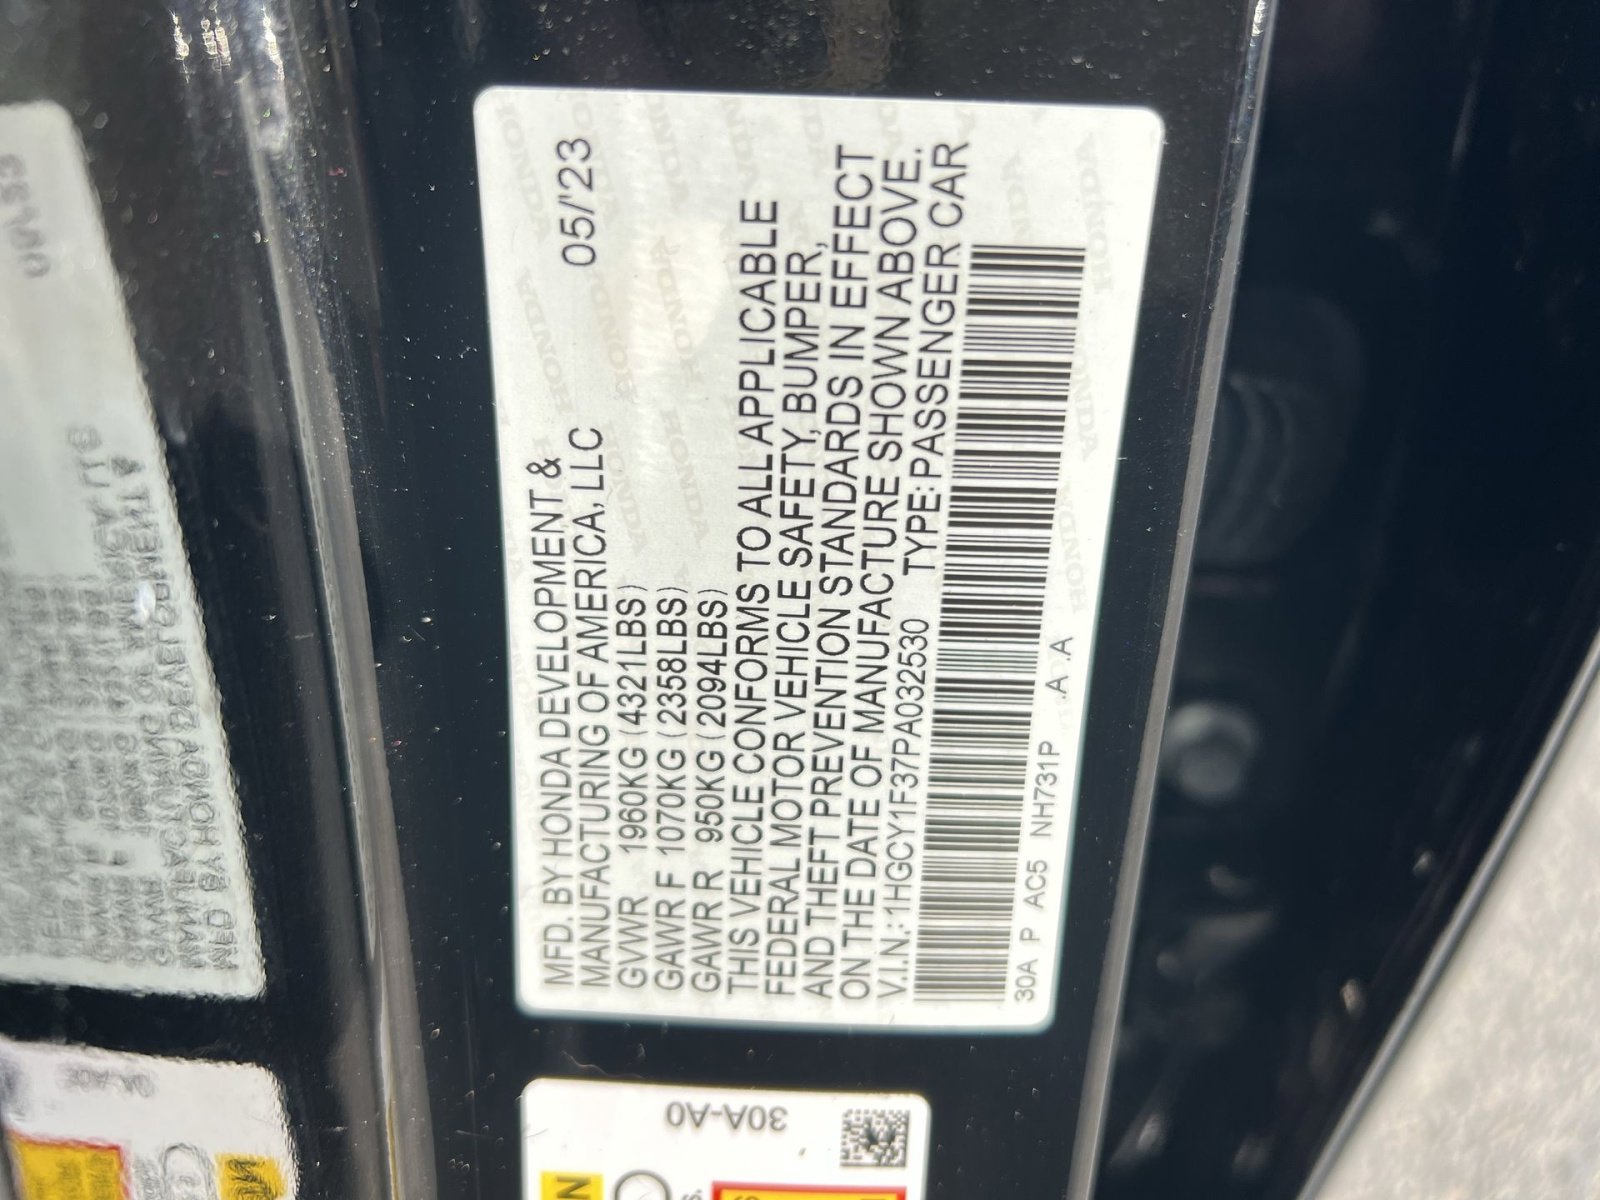 MFD. BY HONDA DEVELOPMENT & 05/'23
MANUFACTURING OF AMERICA, LLC
GVWR 1960KG (4321LBS)
GAWR F 1070KG (2358LBS)
GAWR R 950KG (2094LBS)
THIS VEHICLE CONFORMS TO ALL APPLICABLE
FEDERAL MOTOR VEHICLE SAFETY, BUMPER,
AND THEFT PREVENTION STANDARDS IN EFFECT
ON THE DATE OF MANUFACTURE SHOWN ABOVE.
V.I.N.: 1HGCY1F37PA032530 TYPE: PASSENGER CAR
30A P AC5 NH731P .A .A
30A-A0
HONDA